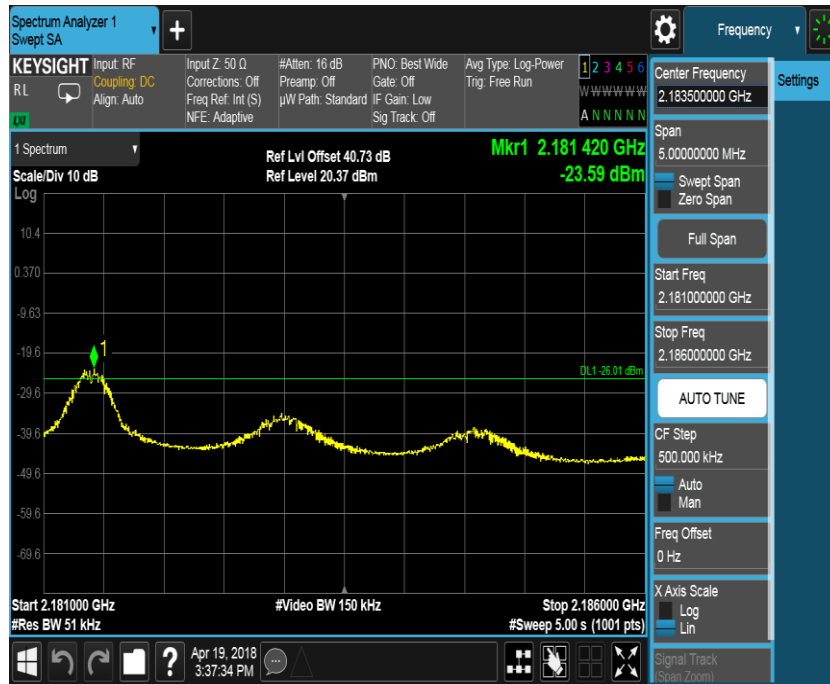 Spectrum Analyzer 1
Swept SA
+
Frequency
KEYSIGHT
RL
LXI
Input: RF
Coupling: DC
Align: Auto
Input Z: 50 Ω
Corrections: Off
Freq Ref: Int (S)
NFE: Adaptive
#Atten: 16 dB
Preamp: Off
µW Path: Standard
PNO: Best Wide
Gate: Off
IF Gain: Low
Sig Track: Off
Avg Type: Log-Power
Trig: Free Run
1 2 3 4 5 6
W W W W W W
A N N N N N
Center Frequency
2.183500000 GHz
Settings
Span
5.00000000 MHz
Swept Span
Zero Span
Full Span
Start Freq
2.181000000 GHz
Stop Freq
2.186000000 GHz
AUTO TUNE
CF Step
500.000 kHz
Auto
Man
Freq Offset
0 Hz
X Axis Scale
Log
Lin
Signal Track
(Span Zoom)
1 Spectrum
Scale/Div 10 dB
Log
Ref Lvl Offset 40.73 dB
Ref Level 20.37 dBm
Mkr1 2.181 420 GHz
-23.59 dBm
10.4
0.370
-9.63
-19.6
-29.6
-39.6
-49.6
-59.6
-69.6
1
DL1 -26.01 dBm
Start 2.181000 GHz
#Res BW 51 kHz
#Video BW 150 kHz
Stop 2.186000 GHz
#Sweep 5.00 s (1001 pts)
?
Apr 19, 2018
3:37:34 PM